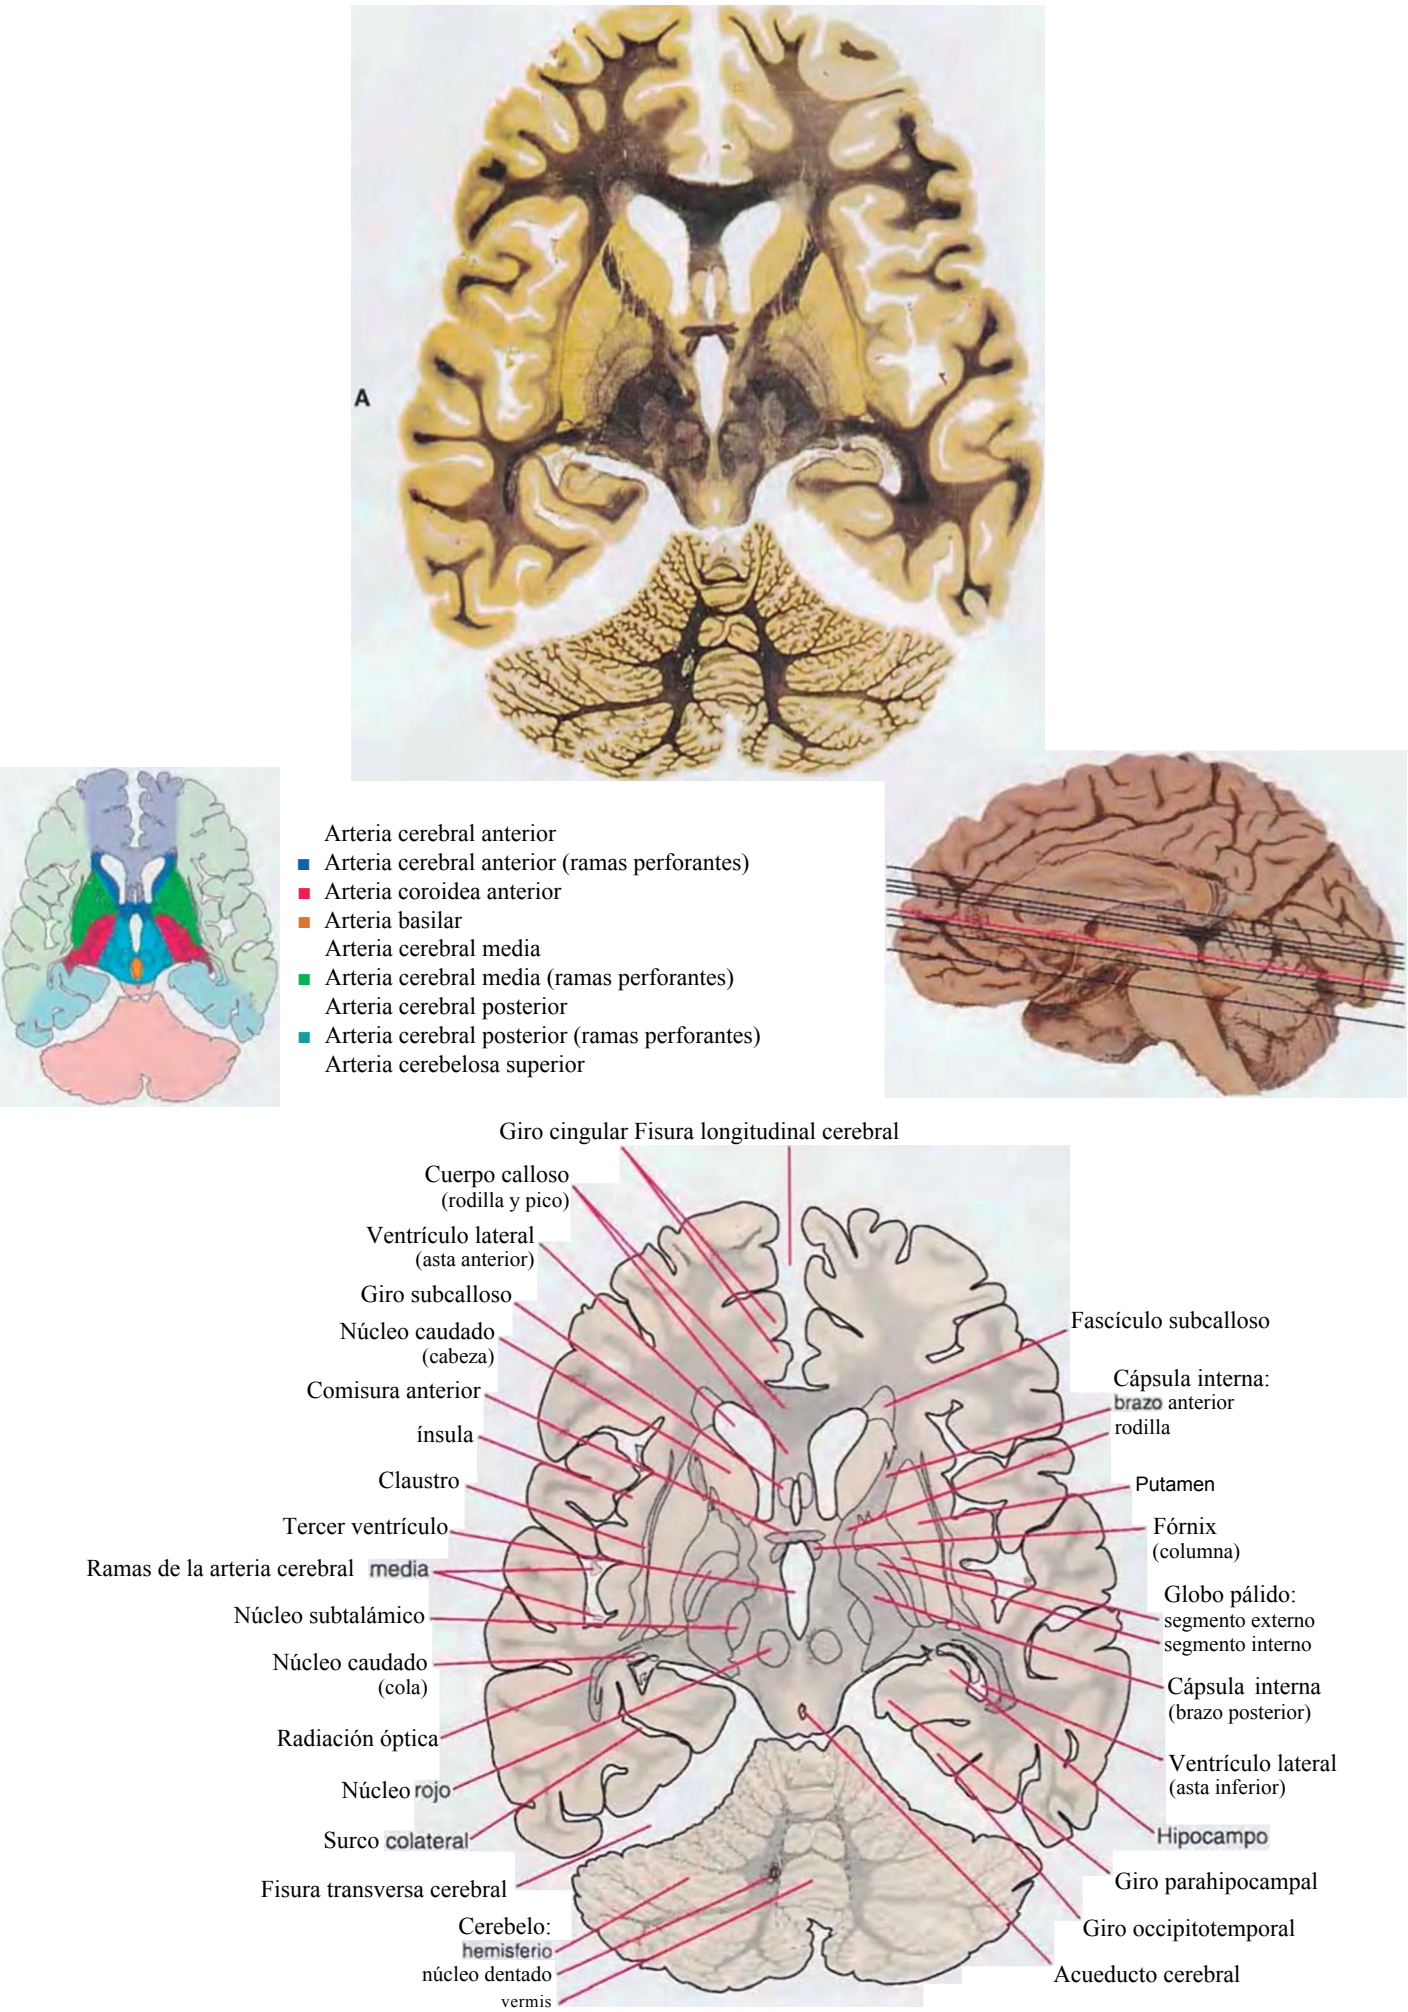 A
Arteria cerebral anterior
Arteria cerebral anterior (ramas perforantes)
Arteria coroidea anterior
Arteria basilar
Arteria cerebral media
Arteria cerebral media (ramas perforantes)
Arteria cerebral posterior
Arteria cerebral posterior (ramas perforantes)
Arteria cerebelosa superior
Giro cingular Fisura longitudinal cerebral
Cuerpo calloso
(rodilla y pico)
Ventrículo lateral
(asta anterior)
Giro subcalloso
Núcleo caudado
(cabeza)
Comisura anterior
ínsula
Claustro
Tercer ventrículo
Ramas de la arteria cerebral media
Núcleo subtalámico
Núcleo caudado
(cola)
Radiación óptica
Núcleo rojo
Surco colateral
Fisura transversa cerebral
Cerebelo:
hemisferio
núcleo dentado
vermis
Fascículo subcalloso
Cápsula interna:
brazo anterior
rodilla
Putamen
Fórnix
(columna)
Globo pálido:
segmento externo
segmento interno
Cápsula interna
(brazo posterior)
Ventrículo lateral
(asta inferior)
Hipocampo
Giro parahipocampal
Giro occipitotemporal
Acueducto cerebral